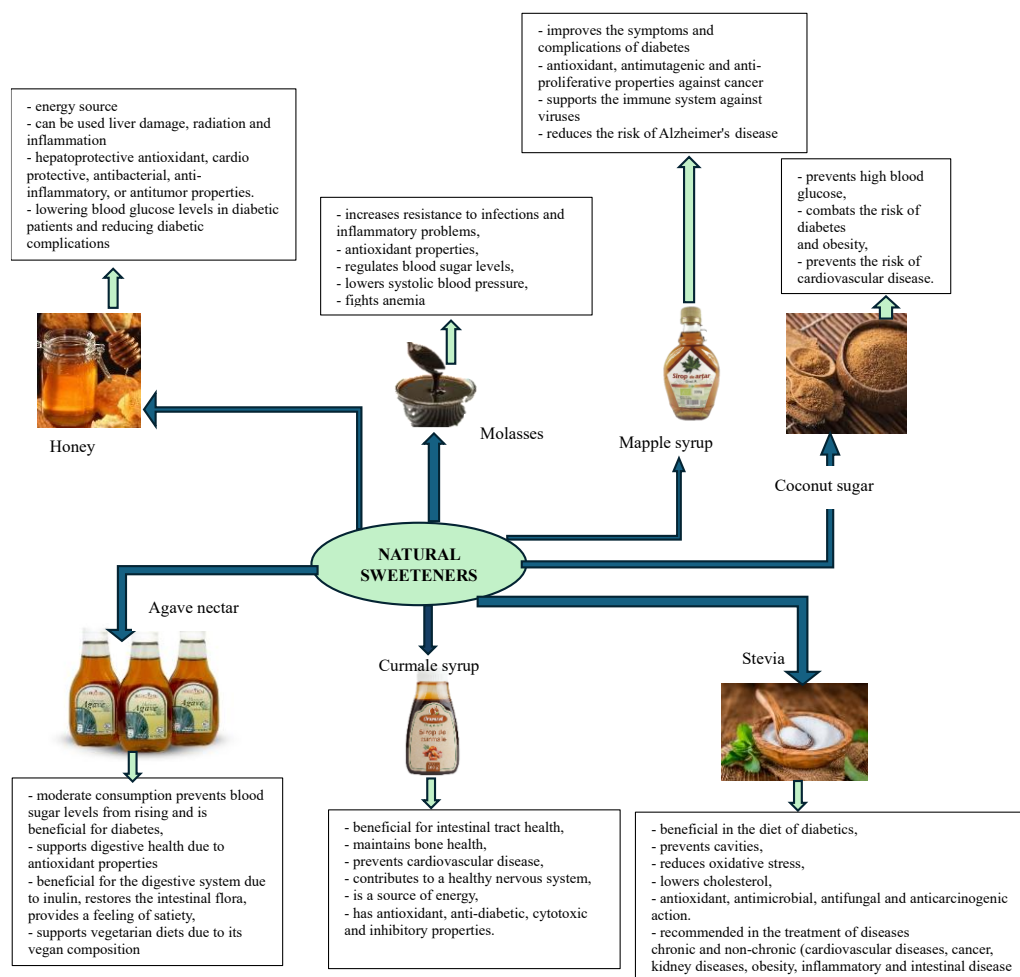 - improves the symptoms and
complications of diabetes
- antioxidant, antimutagenic and anti-
proliferative properties against cancer
- supports the immune system against
viruses
- reduces the risk of Alzheimer's disease
- energy source
- can be used liver damage, radiation and
inflammation
- hepatoprotective antioxidant, cardio
protective, antibacterial, anti-
inflammatory, or antitumor properties.
- lowering blood glucose levels in diabetic
patients and reducing diabetic
complications
- increases resistance to infections and
inflammatory problems,
- antioxidant properties,
- regulates blood sugar levels,
- lowers systolic blood pressure,
- fights anemia
- prevents high blood
glucose,
- combats the risk of
diabetes
and obesity,
- prevents the risk of
cardiovascular disease.
Sirop de arțar
Honey
Molasses
Mapple syrup
Coconut sugar
NATURAL
SWEETENERS
Agave nectar
Curmale syrup
Stevia
Agave
Agave
Agave
Sirop de
curmale
- moderate consumption prevents blood
sugar levels from rising and is
beneficial for diabetes,
- supports digestive health due to
antioxidant properties
- beneficial for the digestive system due
to inulin, restores the intestinal flora,
provides a feeling of satiety,
- supports vegetarian diets due to its
vegan composition
- beneficial for intestinal tract health,
- maintains bone health,
- prevents cardiovascular disease,
- contributes to a healthy nervous system,
- is a source of energy,
- has antioxidant, anti-diabetic, cytotoxic
and inhibitory properties.
- beneficial in the diet of diabetics,
- prevents cavities,
- reduces oxidative stress,
- lowers cholesterol,
- antioxidant, antimicrobial, antifungal and anticarcinogenic
action.
- recommended in the treatment of diseases
chronic and non-chronic (cardiovascular diseases, cancer,
kidney diseases, obesity, inflammatory and intestinal disease